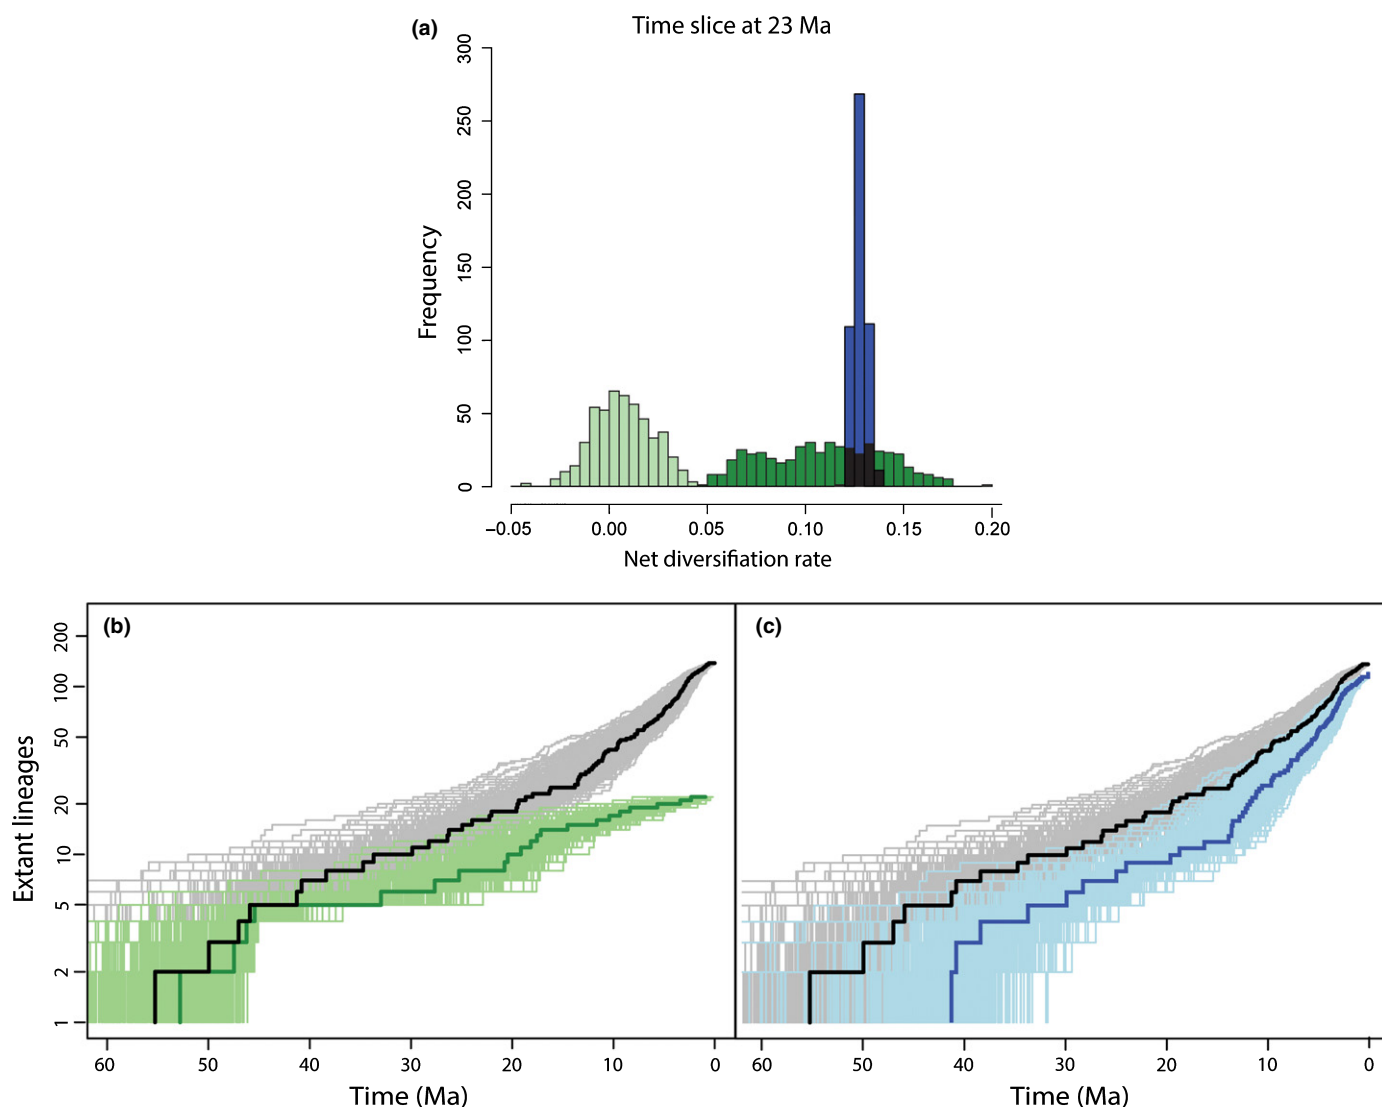 (a)
Time slice at 23 Ma
300
250
200
150
100
50
0
Frequency
−0.05 0.00 0.05 0.10 0.15 0.20
Net diversifiation rate
(b)
(c)
200
100
50
20
10
5
2
1
Extant lineages
60 50 40 30 20 10 0
60 50 40 30 20 10 0
Time (Ma)
Time (Ma)